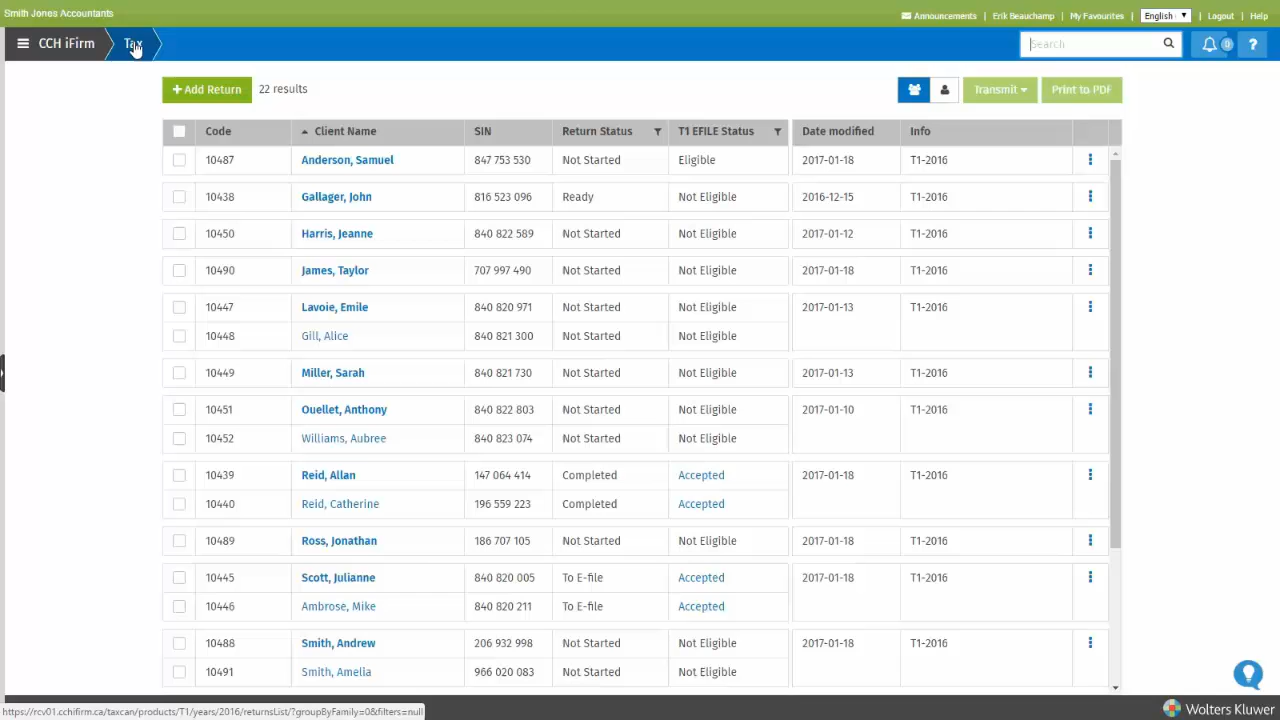 Smith Jones Accountants
Announcements | Erik Beauchamp | My Favourites | English ▼ | Logout | Help
CCH iFirm Tax Search 0 ?
+ Add Return 22 results Transmit Print to PDF
Code Client Name SIN Return Status T1 EFILE Status Date modified Info
10487 Anderson, Samuel 847 753 530 Not Started Eligible 2017-01-18 T1-2016
10438 Gallager, John 816 523 096 Ready Not Eligible 2016-12-15 T1-2016
10450 Harris, Jeanne 840 822 589 Not Started Not Eligible 2017-01-12 T1-2016
10490 James, Taylor 707 997 490 Not Started Not Eligible 2017-01-18 T1-2016
10447 Lavoie, Emile 840 820 971 Not Started Not Eligible 2017-01-13 T1-2016
10448 Gill, Alice 840 821 300 Not Started Not Eligible
10449 Miller, Sarah 840 821 730 Not Started Not Eligible 2017-01-13 T1-2016
10451 Ouellet, Anthony 840 822 803 Not Started Not Eligible 2017-01-10 T1-2016
10452 Williams, Aubree 840 823 074 Not Started Not Eligible
10439 Reid, Allan 147 064 414 Completed Accepted 2017-01-18 T1-2016
10440 Reid, Catherine 196 559 223 Completed Accepted
10489 Ross, Jonathan 186 707 105 Not Started Not Eligible 2017-01-18 T1-2016
10445 Scott, Julianne 840 820 005 To E-file Accepted 2017-01-18 T1-2016
10446 Ambrose, Mike 840 820 211 To E-file Accepted
10488 Smith, Andrew 206 932 998 Not Started Not Eligible 2017-01-18 T1-2016
10491 Smith, Amelia 966 020 083 Not Started Not Eligible
https://rcv01.cchifirm.ca/taxcan/products/T1/years/2016/returnsList/?groupByFamily=0&filters=null
Wolters Kluwer